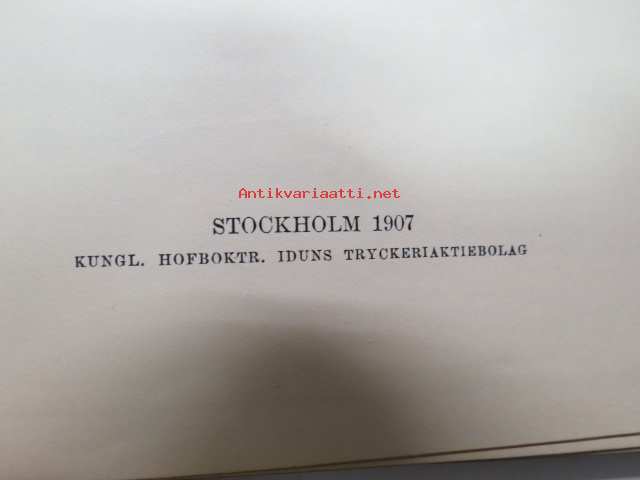 Antikvariaatti.net
STOCKHOLM 1907
KUNGL. HOFBOKTR. IDUNS TRYCKERIAKTIEBOLAG